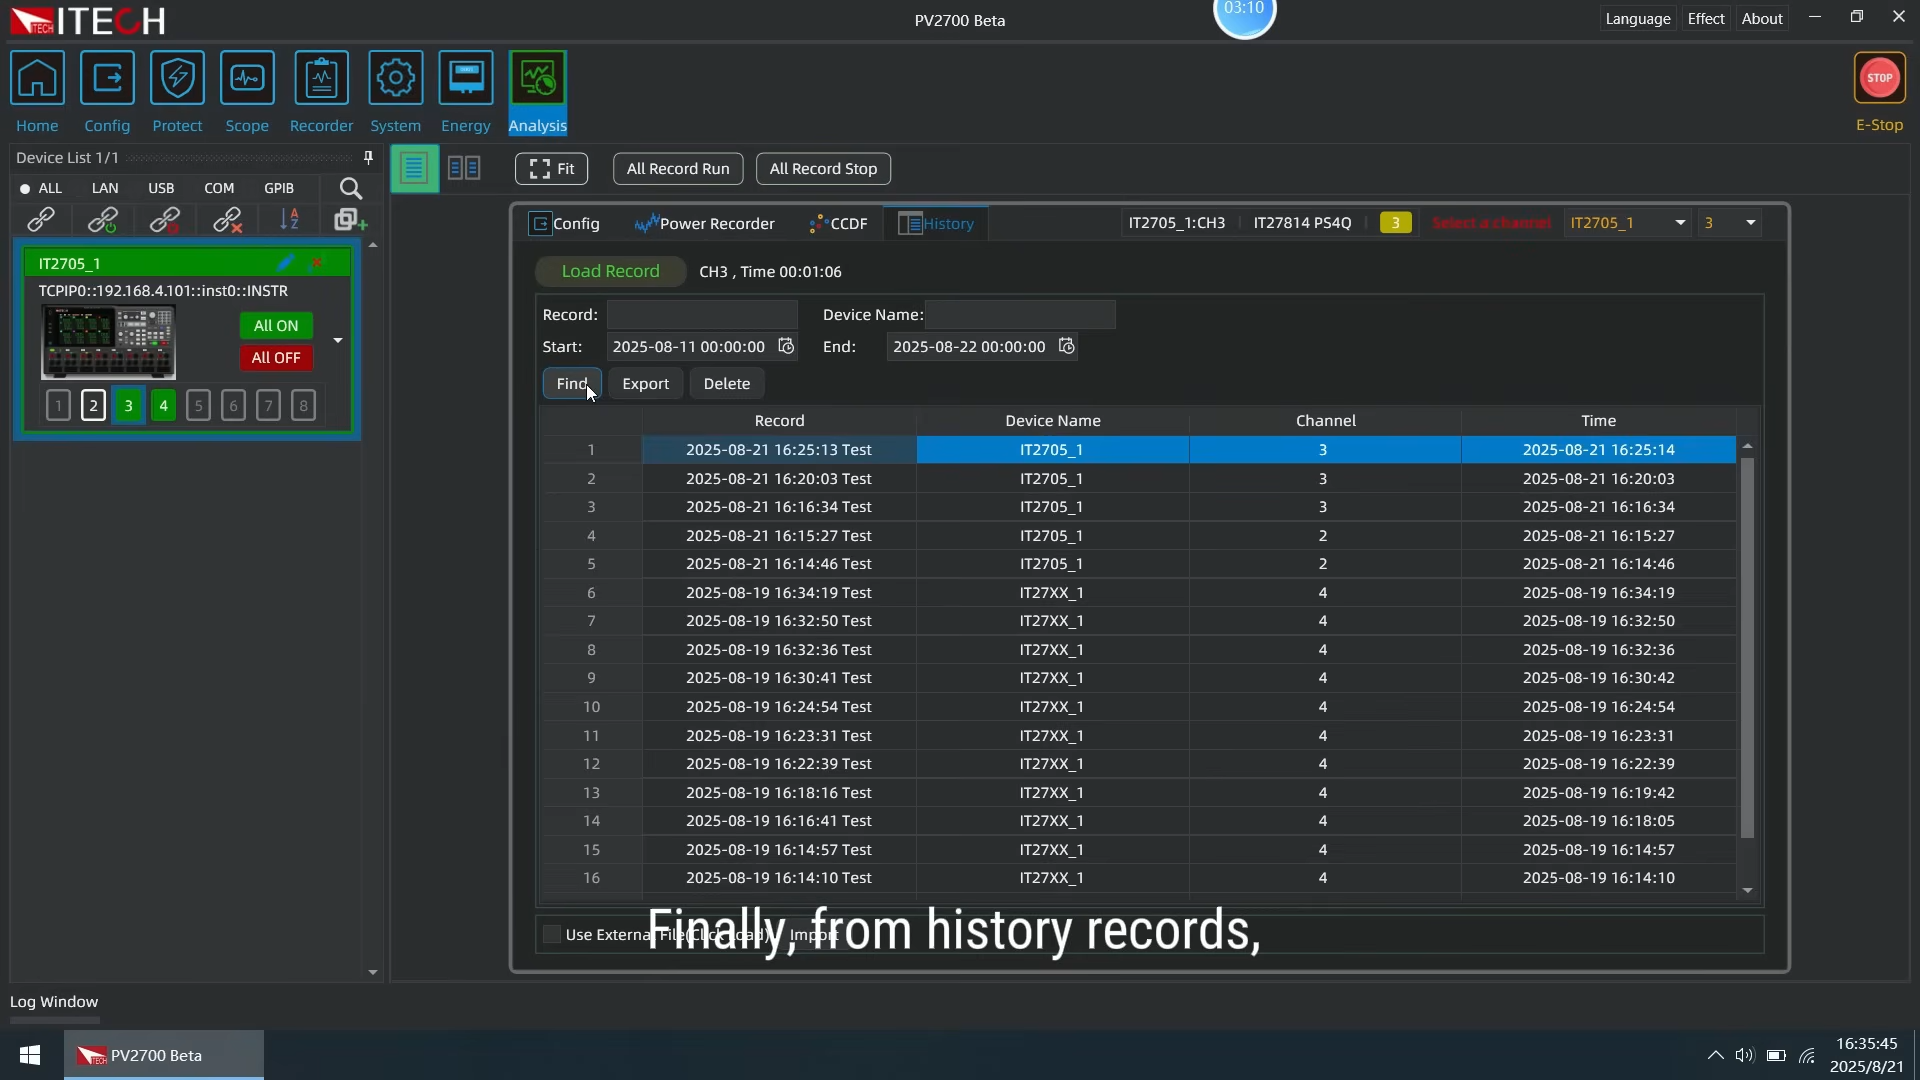 ITECH
PV2700 Beta
03:10
Language
Effect
About
Home
Config
Protect
Scope
Recorder
System
Energy
Analysis
STOP
E-Stop
Device List 1/1
ALL
LAN
USB
COM
GPIB
Fit
All Record Run
All Record Stop
IT2705_1
TCPIP0::192.168.4.101::inst0::INSTR
All ON
All OFF
1 2 3 4 5 6 7 8
Config
Power Recorder
CCDF
History
IT2705_1:CH3
IT27814 PS4Q
3
Select a channel
IT2705_1
3
Load Record
CH3 , Time 00:01:06
Record:
Device Name:
Start: 2025-08-11 00:00:00
End: 2025-08-22 00:00:00
Find
Export
Delete
Record Device Name Channel Time
1 2025-08-21 16:25:13 Test IT2705_1 3 2025-08-21 16:25:14
2 2025-08-21 16:20:03 Test IT2705_1 3 2025-08-21 16:20:03
3 2025-08-21 16:16:34 Test IT2705_1 3 2025-08-21 16:16:34
4 2025-08-21 16:15:27 Test IT2705_1 2 2025-08-21 16:15:27
5 2025-08-21 16:14:46 Test IT2705_1 2 2025-08-21 16:14:46
6 2025-08-19 16:34:19 Test IT27XX_1 4 2025-08-19 16:34:19
7 2025-08-19 16:32:50 Test IT27XX_1 4 2025-08-19 16:32:50
8 2025-08-19 16:32:36 Test IT27XX_1 4 2025-08-19 16:32:36
9 2025-08-19 16:30:41 Test IT27XX_1 4 2025-08-19 16:30:42
10 2025-08-19 16:24:54 Test IT27XX_1 4 2025-08-19 16:24:54
11 2025-08-19 16:23:31 Test IT27XX_1 4 2025-08-19 16:23:31
12 2025-08-19 16:22:39 Test IT27XX_1 4 2025-08-19 16:22:39
13 2025-08-19 16:18:16 Test IT27XX_1 4 2025-08-19 16:19:42
14 2025-08-19 16:16:41 Test IT27XX_1 4 2025-08-19 16:18:05
15 2025-08-19 16:14:57 Test IT27XX_1 4 2025-08-19 16:14:57
16 2025-08-19 16:14:10 Test IT27XX_1 4 2025-08-19 16:14:10
Use External File(Click Load)
Import
Finally, from history records,
Log Window
PV2700 Beta
16:35:45
2025/8/21